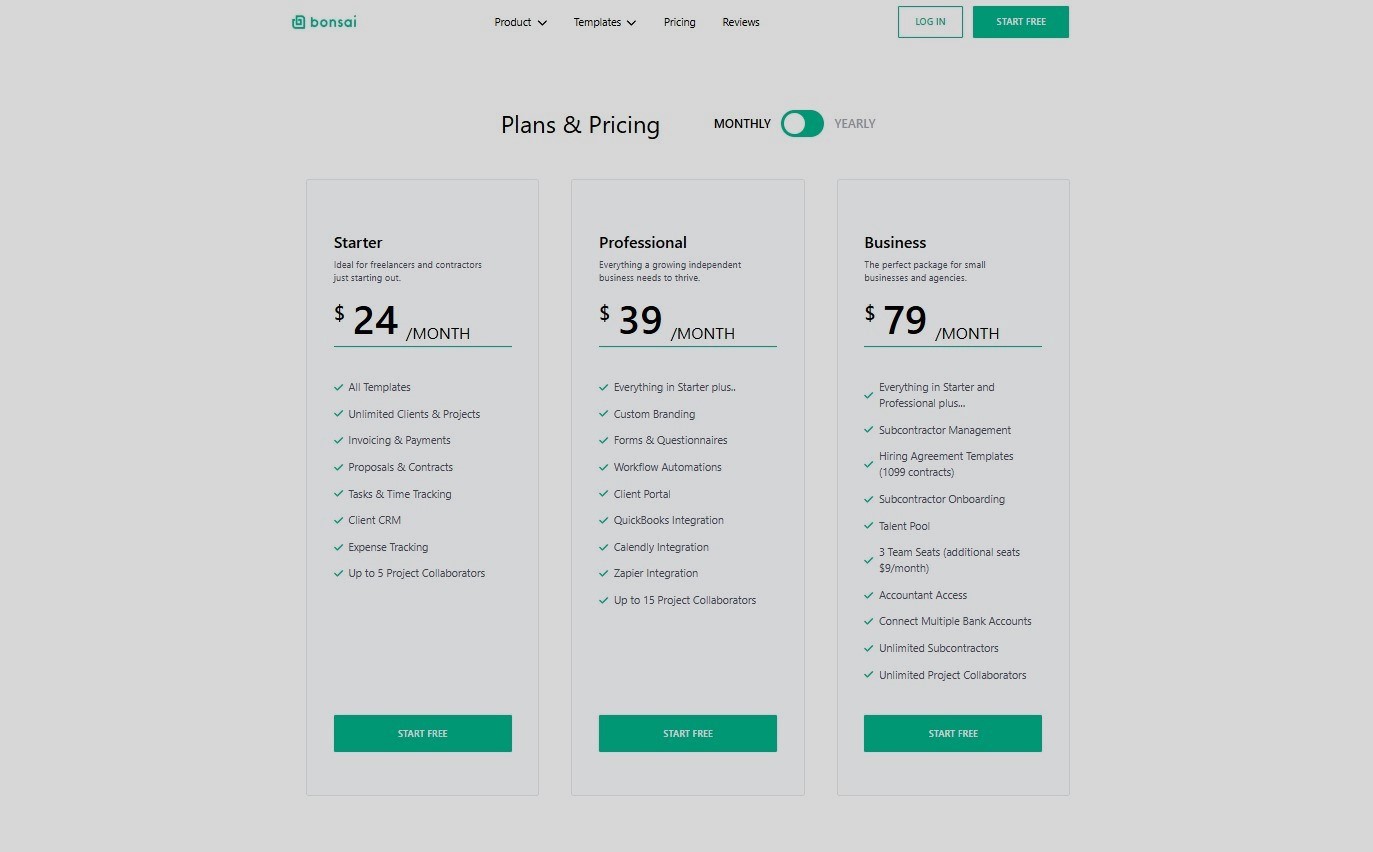 bonsai
Product
Templates
Pricing
Reviews
LOG IN
START FREE
Plans & Pricing
MONTHLY
YEARLY
Starter
Ideal for freelancers and contractors
just starting out.
$ 24 /MONTH
All Templates
Unlimited Clients & Projects
Invoicing & Payments
Proposals & Contracts
Tasks & Time Tracking
Client CRM
Expense Tracking
Up to 5 Project Collaborators
START FREE
Professional
Everything a growing independent
business needs to thrive.
$ 39 /MONTH
Everything in Starter plus..
Custom Branding
Forms & Questionnaires
Workflow Automations
Client Portal
QuickBooks Integration
Calendly Integration
Zapier Integration
Up to 15 Project Collaborators
START FREE
Business
The perfect package for small
businesses and agencies.
$ 79 /MONTH
Everything in Starter and
Professional plus...
Subcontractor Management
Hiring Agreement Templates
(1099 contracts)
Subcontractor Onboarding
Talent Pool
3 Team Seats (additional seats
$9/month)
Accountant Access
Connect Multiple Bank Accounts
Unlimited Subcontractors
Unlimited Project Collaborators
START FREE